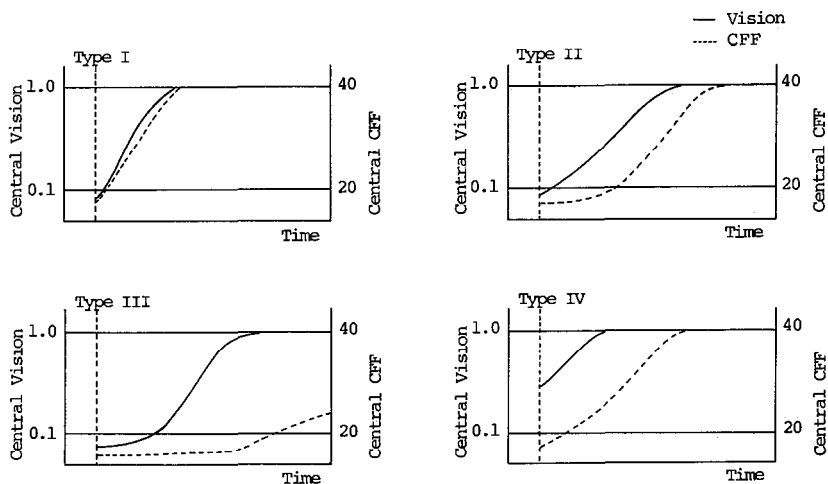 Vision
CFF
Type I
1.0
0.1
40
20
Central Vision
Central CFF
Time
Type II
1.0
0.1
40
20
Central Vision
Central CFF
Time
Type III
1.0
0.1
40
20
Central Vision
Central CFF
Time
Type IV
1.0
0.1
40
20
Central Vision
Central CFF
Time